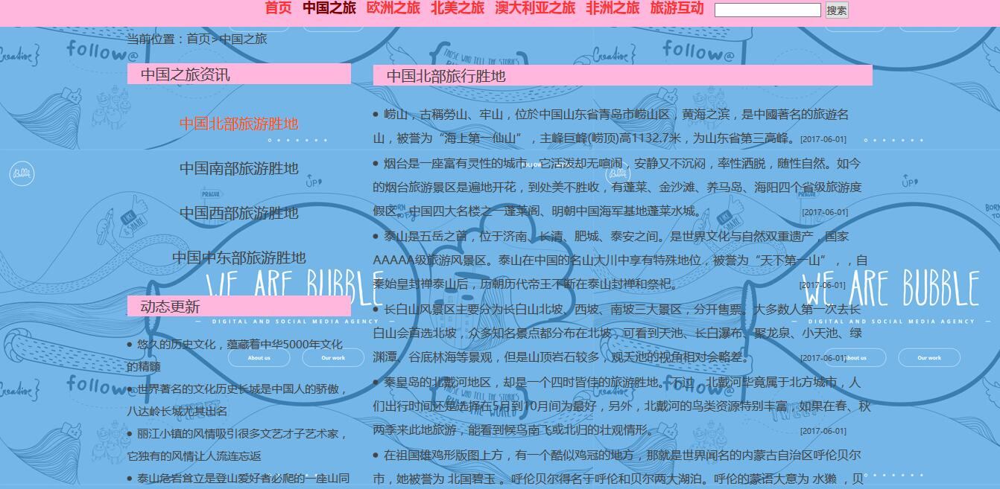 首页 中国之旅 欧洲之旅 北美之旅 澳大利亚之旅 非洲之旅 旅游互动 搜索
当前位置：首页>中国之旅
中国之旅资讯
中国北部旅游胜地
中国南部旅游胜地
中国西部旅游胜地
中国中东部旅游胜地
动态更新
悠久的历史文化，蕴藏着中华5000年文化
的精髓
世界著名的文化历史长城是中国人的骄傲，
八达岭长城尤其出名
丽江小镇的风情吸引很多文艺才子艺术家，
它独有的风情让人流连忘返
泰山危岩耸立是登山爱好者必爬的一座山同
中国北部旅行胜地
崂山，古稱勞山、牢山，位於中国山东省青岛市崂山区，黄海之滨，是中國著名的旅遊名
山，被誉为“海上第一仙山”，主峰巨峰(崂顶)高1132.7米，为山东省第三高峰。[2017-06-01]
烟台是一座富有灵性的城市。它活泼却无喧闹，安静又不沉闷，率性洒脱，随性自然。如今
的烟台旅游景区是遍地开花，到处美不胜收，有蓬莱、金沙滩、养马岛、海阳四个省级旅游度
假区。中国四大名楼之一蓬莱阁、明朝中国海军基地蓬莱水城。 [2017-06-01]
泰山是五岳之首，位于济南、长清、肥城、泰安之间。是世界文化与自然双重遗产，国家
AAAAA级旅游风景区。泰山在中国的名山大川中享有特殊地位，被誉为“天下第一山”，，自
秦始皇封禅泰山后，历朝历代帝王不断在泰山封禅和祭祀。 [2017-06-01]
长白山风景区主要分为长白山北坡、西坡、南坡三大景区，分开售票。大多数人第一次去长
白山会首选北坡，众多知名景点都分布在北坡，可看到天池、长白瀑布、聚龙泉、小天池、绿
渊潭、谷底林海等景观，但是山顶岩石较多，观天池的视角相对会略差。 [2017-06-01]
秦皇岛的北戴河地区，却是一个四时皆佳的旅游胜地。不过，北戴河毕竟属于北方城市，人
们出行时间还是选择在5月到10月间为最好，另外，北戴河的鸟类资源特别丰富，如果在春、秋
两季来此地旅游，能看到候鸟南飞或北归的壮观情形。 [2017-06-01]
在祖国雄鸡形版图上方，有一个酷似鸡冠的地方，那就是世界闻名的内蒙古自治区呼伦贝尔
市，她被誉为 北国碧玉 。呼伦贝尔得名于呼伦和贝尔两大湖泊。呼伦的蒙语大意为 水獭 ，贝
follow@
follow@
UP
UP
PRAGUE
LIKE & SHARE
WE ARE BUBBLE
DIGITAL AND SOCIAL MEDIA AGENCY
About us
Our work
WE ARE BUBBLE
DIGITAL AND SOCIAL MEDIA AGENCY
About us
Our work
follow@
follow@